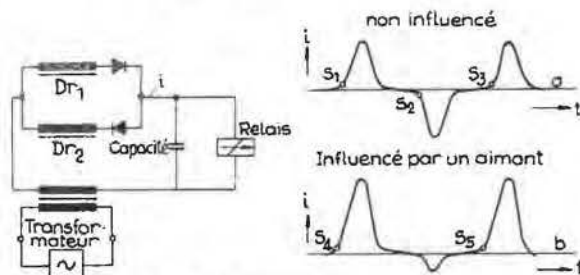 Dr1
Dr2
i
Capacité
Relais
Transfor-
mateur
~
non influencé
i
S1
S2
S3
a
t
Influencé par un aimant
i
S4
S5
b
t